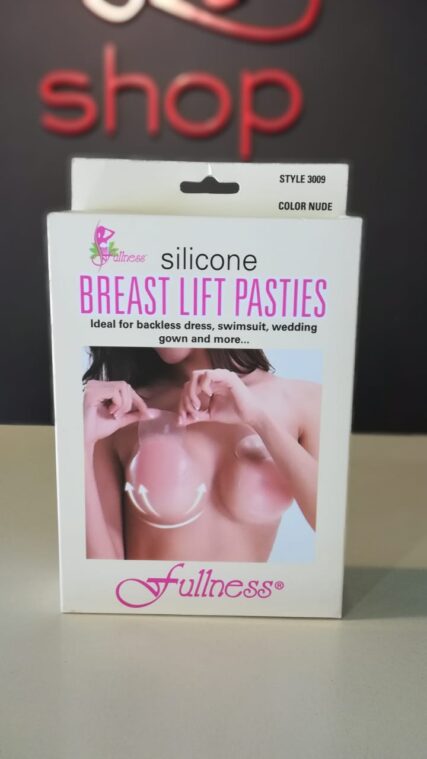 shop
STYLE 3009
COLOR NUDE
Fullness®
silicone
BREAST LIFT PASTIES
Ideal for backless dress, swimsuit, wedding
gown and more...
Fullness®